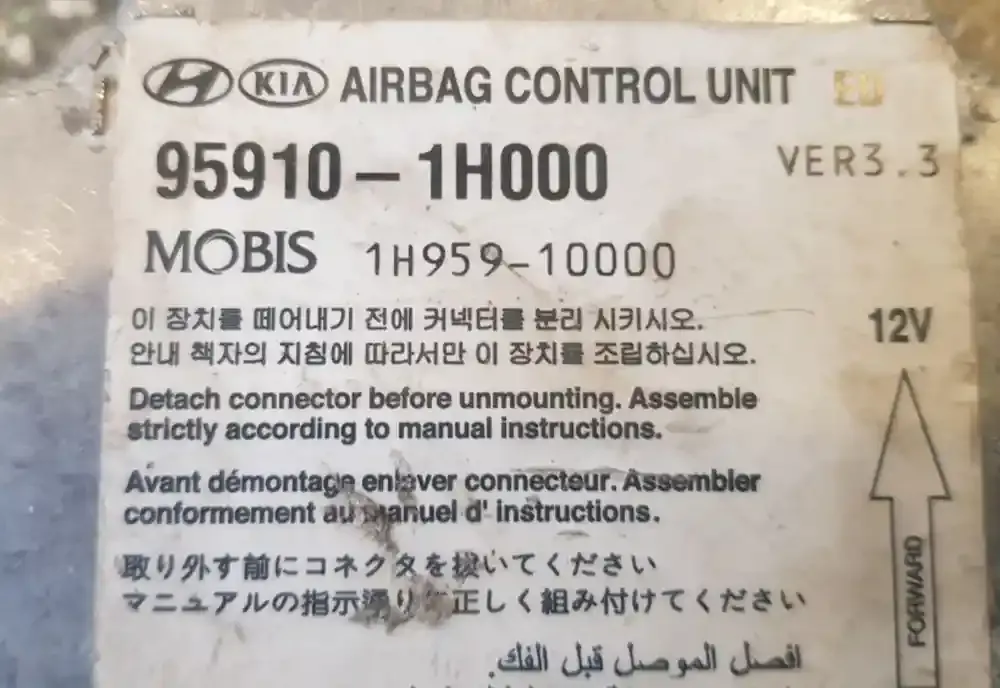 HYUNDAI KIA AIRBAG CONTROL UNIT ED
95910-1H000 VER3.3
MOBIS 1H959-10000
이 장치를 떼어내기 전에 커넥터를 분리 시키시오.
안내 책자의 지침에 따라서만 이 장치를 조립하십시오.
12V
Detach connector before unmounting. Assemble
strictly according to manual instructions.
Avant démontage enlever connecteur. Assembler
conformement au manuel d' instructions.
取り外す前にコネクタを抜いてください
マニュアルの指示通り 正しく組み付けてください
FORWARD
افصل الموصل قبل الفك.